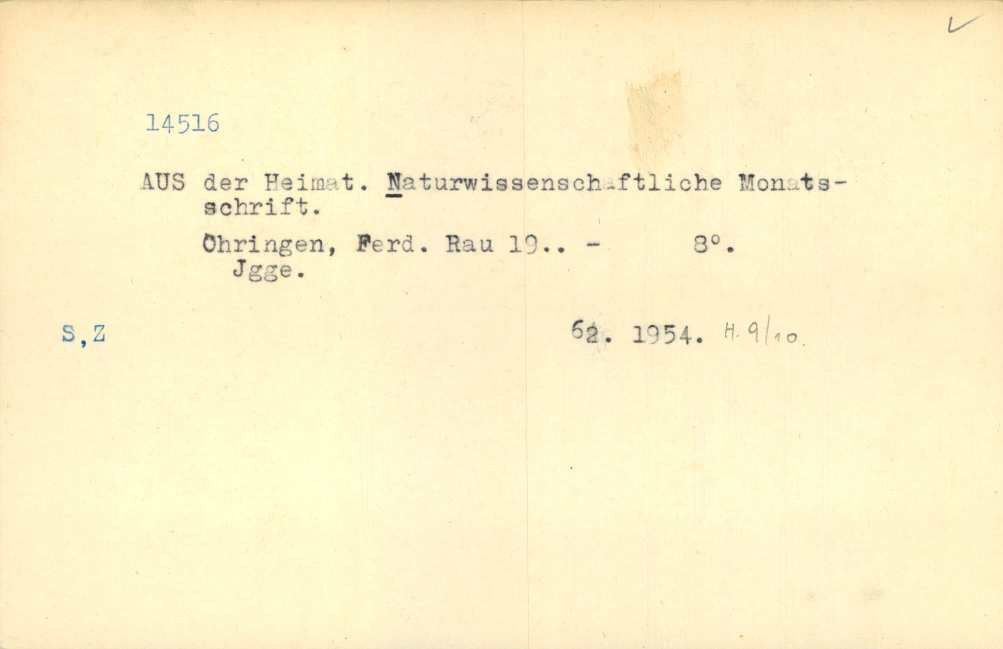 14516
AUS der Heimat. Naturwissenschaftliche Monats-
schrift.
Öhringen, Ferd. Rau 19.. - 8°.
Jgge.
S,Z 62. 1954. H. 9/10.